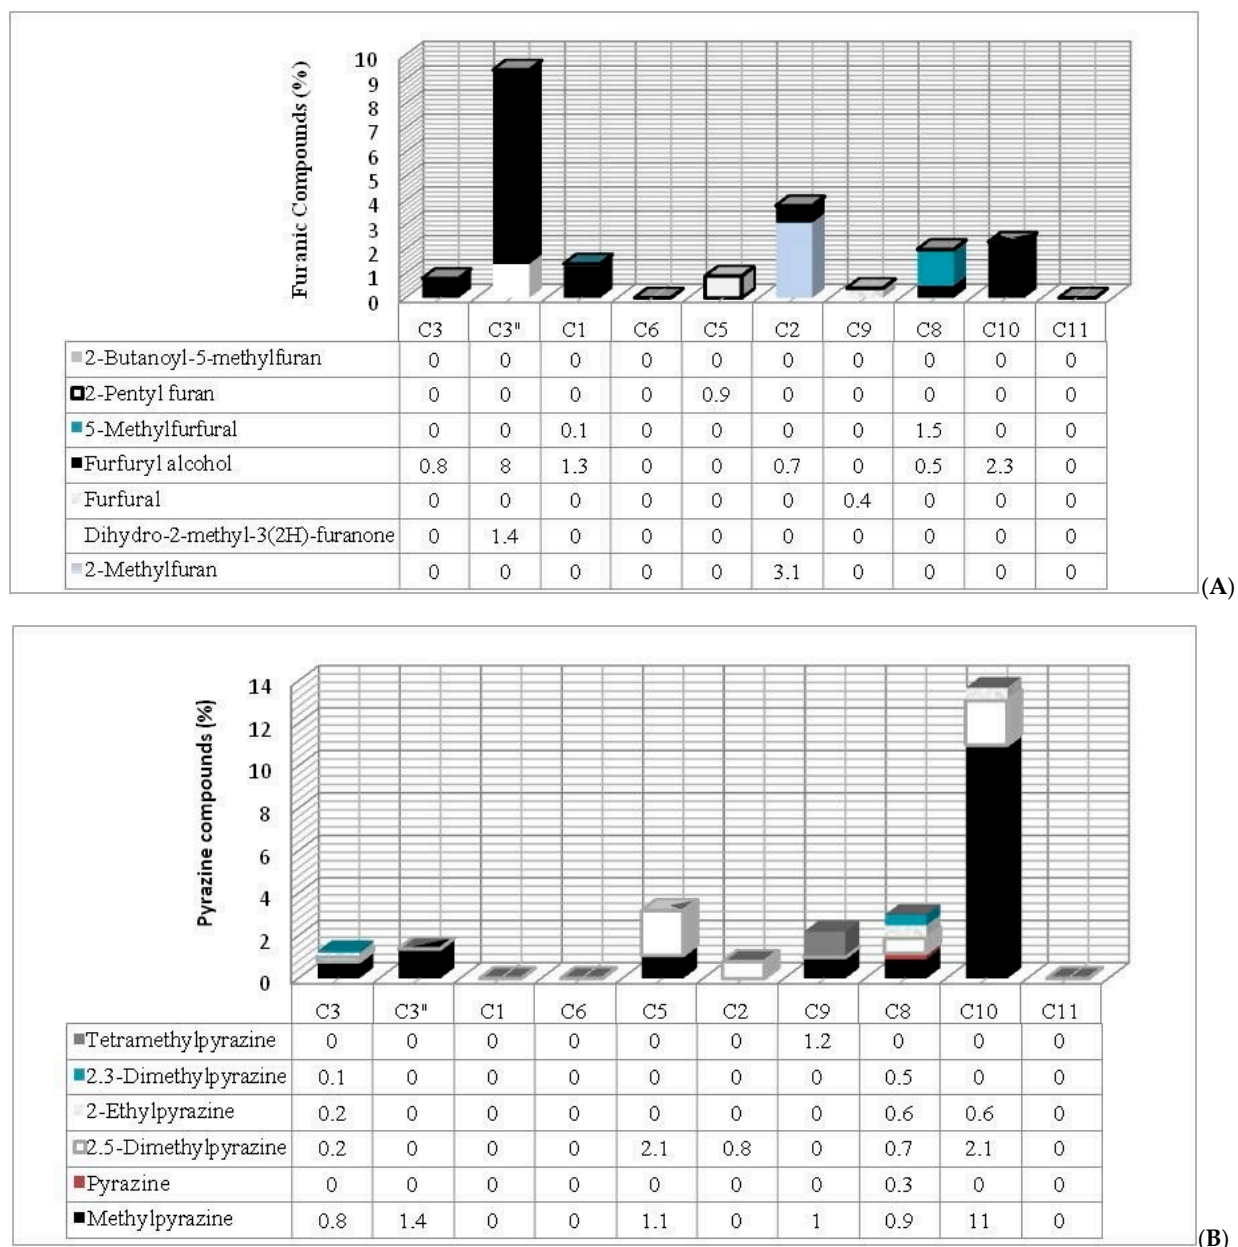 Furanic Compounds (%)
10
9
8
7
6
5
4
3
2
1
0
C3 C3" C1 C6 C5 C2 C9 C8 C10 C11
2-Butanoyl-5-methylfuran 0 0 0 0 0 0 0 0 0 0
2-Pentyl furan 0 0 0 0 0.9 0 0 0 0 0
5-Methylfurfural 0 0 0.1 0 0 0 0 1.5 0 0
Furfuryl alcohol 0.8 8 1.3 0 0 0.7 0 0.5 2.3 0
Furfural 0 0 0 0 0 0 0.4 0 0 0
Dihydro-2-methyl-3(2H)-furanone 0 1.4 0 0 0 0 0 0 0 0
2-Methylfuran 0 0 0 0 0 3.1 0 0 0 0
(A)
Pyrazine compounds (%)
14
12
10
8
6
4
2
0
C3 C3" C1 C6 C5 C2 C9 C8 C10 C11
Tetramethylpyrazine 0 0 0 0 0 0 1.2 0 0 0
2.3-Dimethylpyrazine 0.1 0 0 0 0 0 0 0.5 0 0
2-Ethylpyrazine 0.2 0 0 0 0 0 0 0.6 0.6 0
2.5-Dimethylpyrazine 0.2 0 0 0 2.1 0.8 0 0.7 2.1 0
Pyrazine 0 0 0 0 0 0 0 0.3 0 0
Methylpyrazine 0.8 1.4 0 0 1.1 0 1 0.9 11 0
(B)